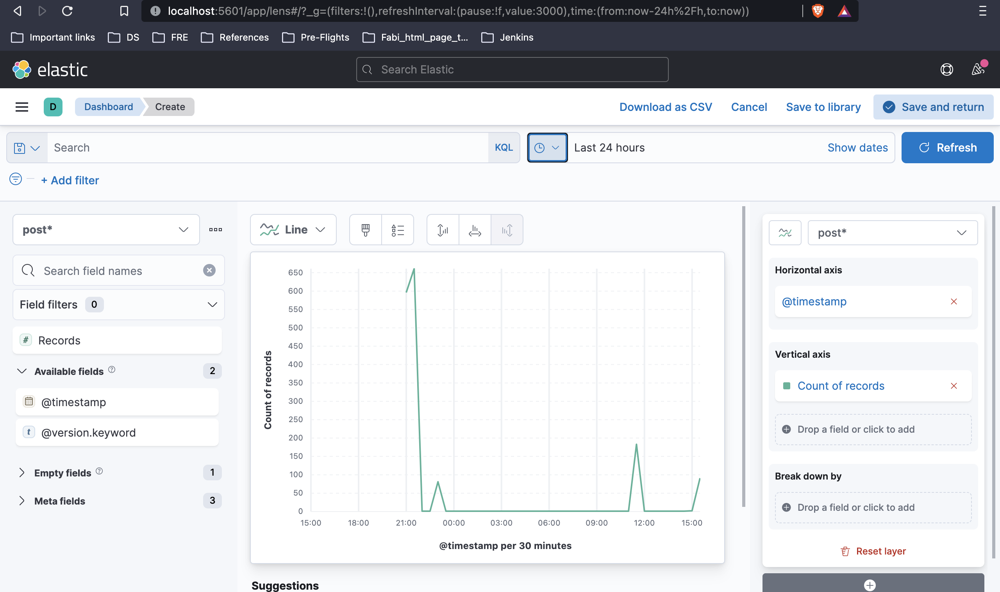 localhost:5601/app/lens#/?_g=(filters:!(),refreshInterval:(pause:!f,value:3000),time:(from:now-24h%2Fh,to:now))
Important links
DS
FRE
References
Pre-Flights
Fabi_html_page_t...
Jenkins
elastic
Search Elastic
D
Dashboard
Create
Download as CSV
Cancel
Save to library
Save and return
Search
KQL
Last 24 hours
Show dates
Refresh
+ Add filter
post*
Search field names
Field filters 0
# Records
Available fields ? 2
@timestamp
t @version.keyword
Empty fields ? 1
Meta fields 3
Line
Count of records
650
600
550
500
450
400
350
300
250
200
150
100
50
0
15:00 18:00 21:00 00:00 03:00 06:00 09:00 12:00 15:00
@timestamp per 30 minutes
Suggestions
post*
Horizontal axis
@timestamp
Vertical axis
Count of records
Drop a field or click to add
Break down by
Drop a field or click to add
Reset layer